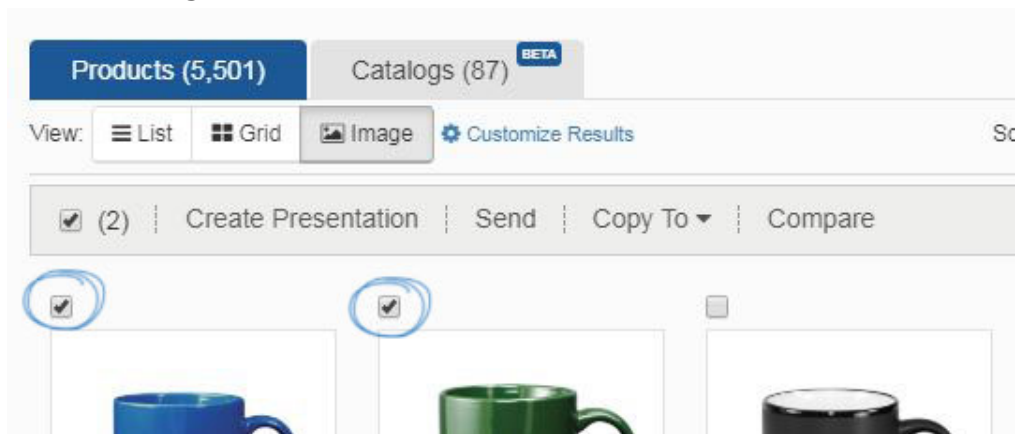 Products (5,501) Catalogs (87) BETA
View: List Grid Image Customize Results
(2) Create Presentation Send Copy To Compare